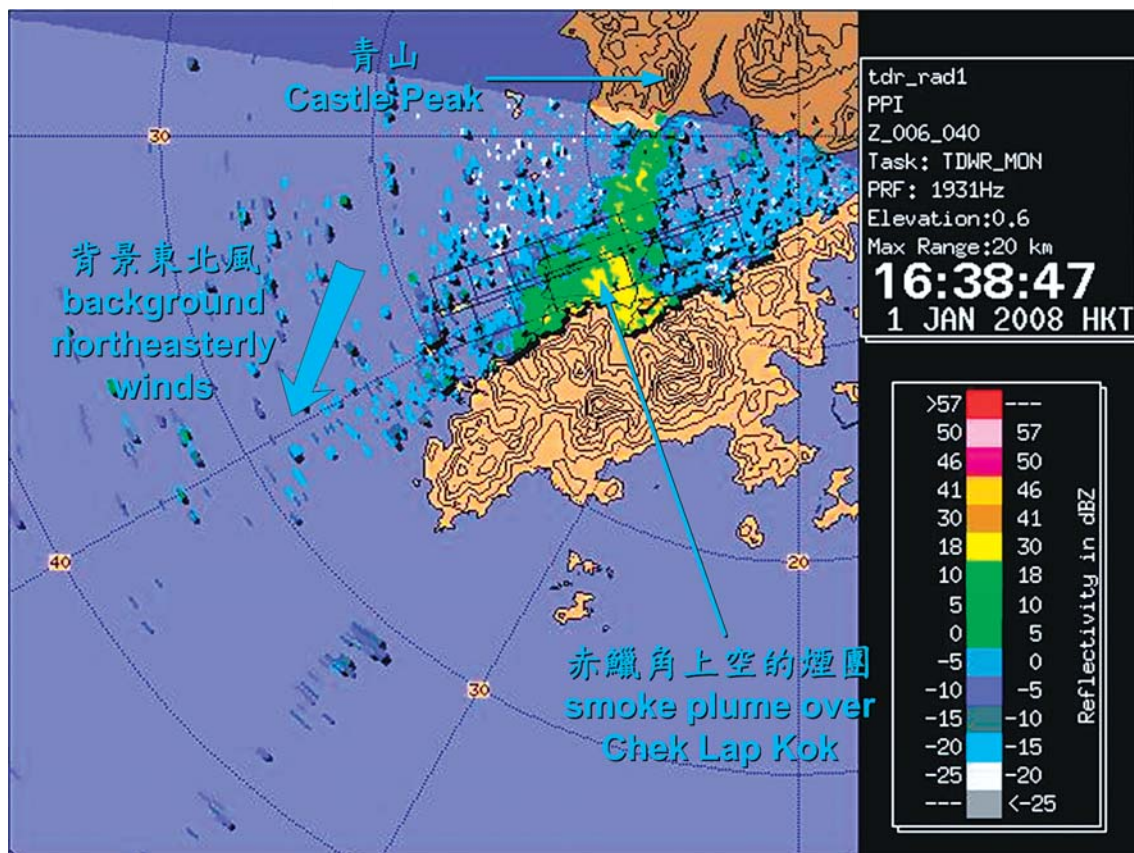 青山
Castle Peak
30
背景東北風
background
northeasterly
winds
40
20
30
赤鱲角上空的煙團
smoke plume over
Chek Lap Kok
tdr_rad1
PPI
Z_006_040
Task: TDWR_MON
PRF: 1931Hz
Elevation:0.6
Max Range:20 km
16:38:47
1 JAN 2008 HKT
>57 ---
50 57
46 50
41 46
30 41
18 30
10 18
5 10
0 5
-5 0
-10 -5
-15 -10
-20 -15
-25 -20
--- <-25
Reflectivity in dBZ